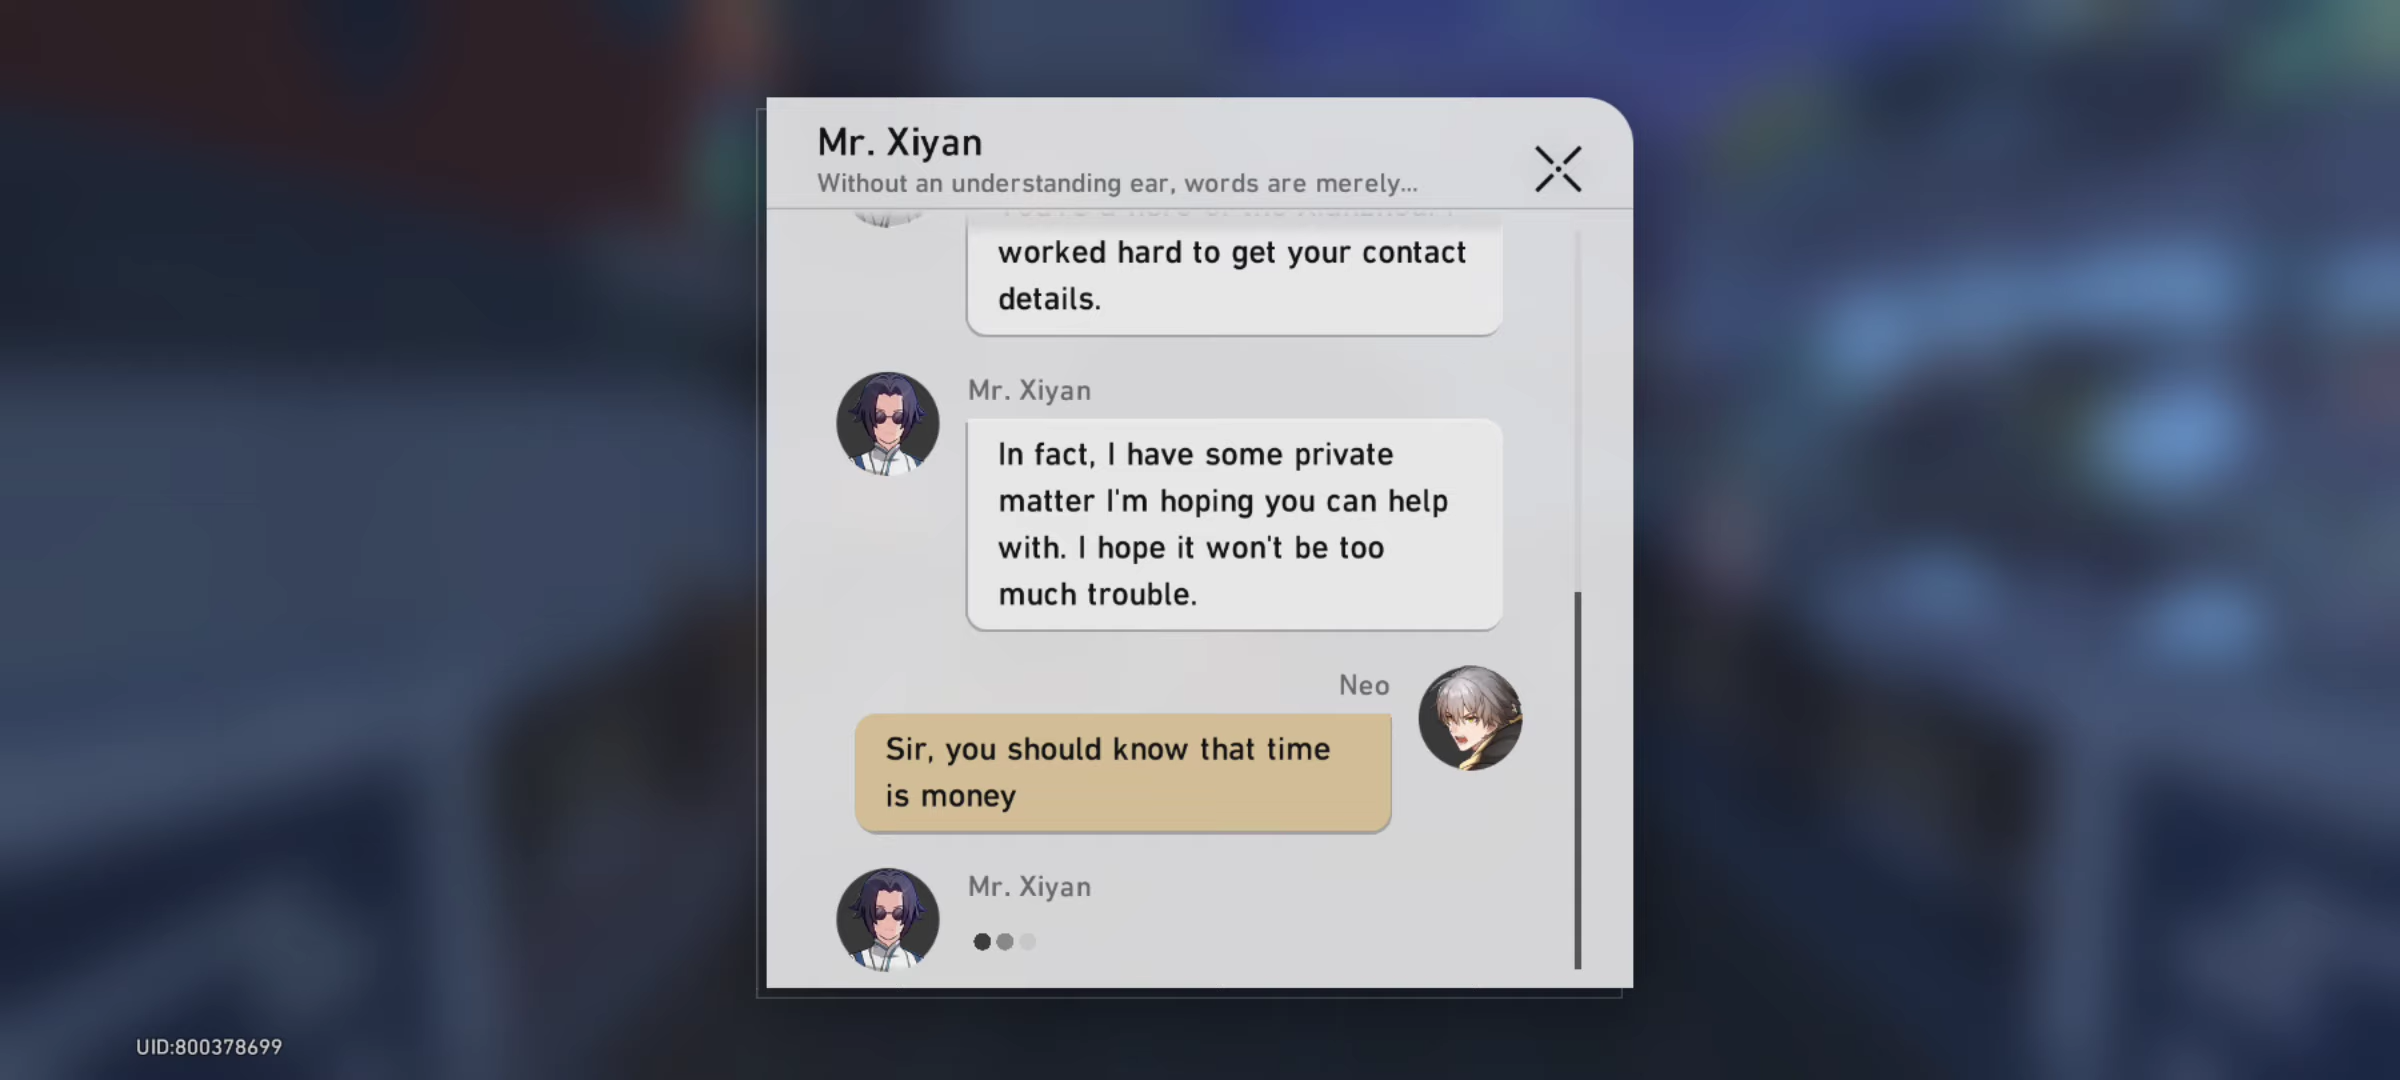 Mr. Xiyan
Without an understanding ear, words are merely...
worked hard to get your contact
details.
Mr. Xiyan
In fact, I have some private
matter I'm hoping you can help
with. I hope it won't be too
much trouble.
Neo
Sir, you should know that time
is money
Mr. Xiyan
UID:800378699